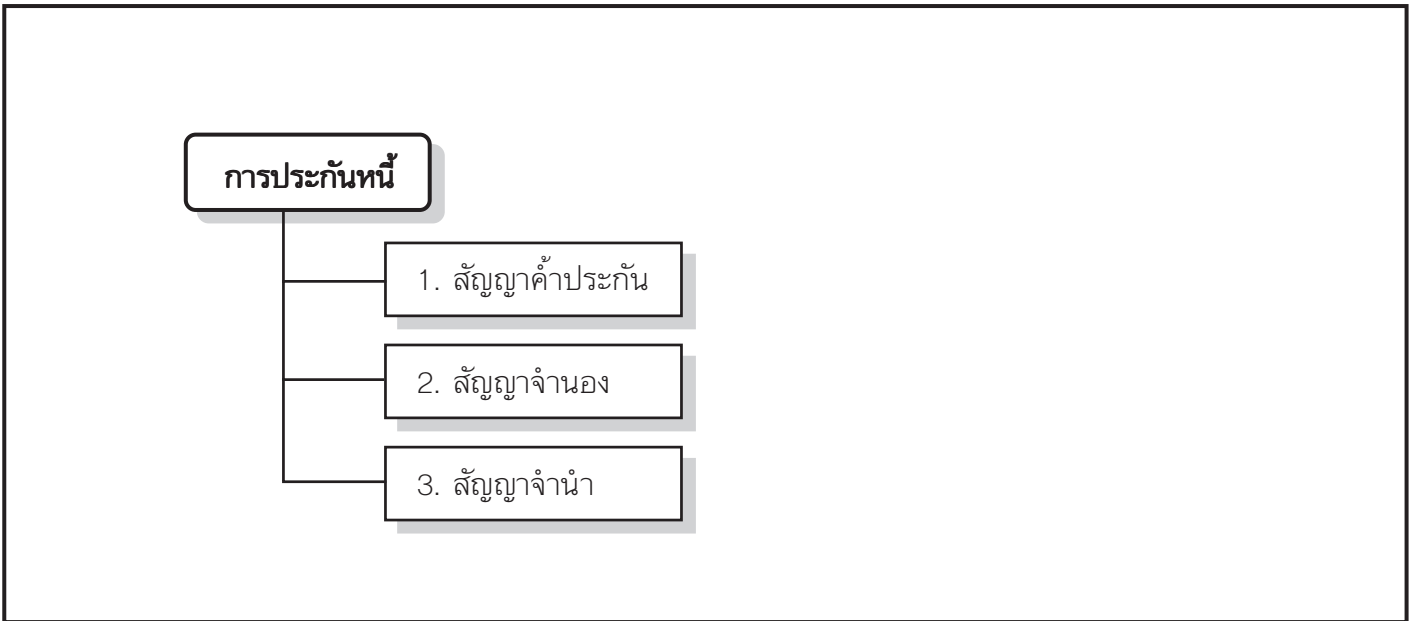 การประกันหนี้
1. สัญญาค้ำประกัน
2. สัญญาจำนอง
3. สัญญาจำนำ